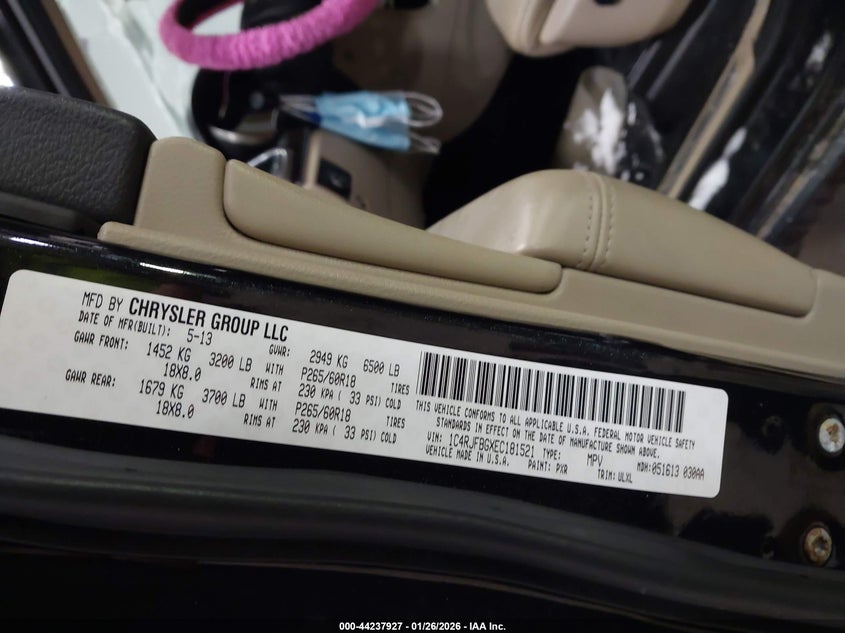 MFD BY CHRYSLER GROUP LLC
DATE OF MFR(BUILT): 5-13 GVWR: 2949 KG 6500 LB
GAWR FRONT: 1452 KG 3200 LB WITH P265/60R18 TIRES
18X8.0 RIMS AT 230 KPA ( 33 PSI) COLD
GAWR REAR: 1679 KG 3700 LB WITH P265/60R18 TIRES
18X8.0 RIMS AT 230 KPA ( 33 PSI) COLD
THIS VEHICLE CONFORMS TO ALL APPLICABLE U.S.A. FEDERAL MOTOR VEHICLE SAFETY
STANDARDS IN EFFECT ON THE DATE OF MANUFACTURE SHOWN ABOVE.
VIN: 1C4RJFBGXEC181521 TYPE: MPV MDH:051613 030AA
VEHICLE MADE IN U.S.A. PAINT: PXR TRIM: ULXL
000-44237927 - 01/26/2026 - IAA Inc.